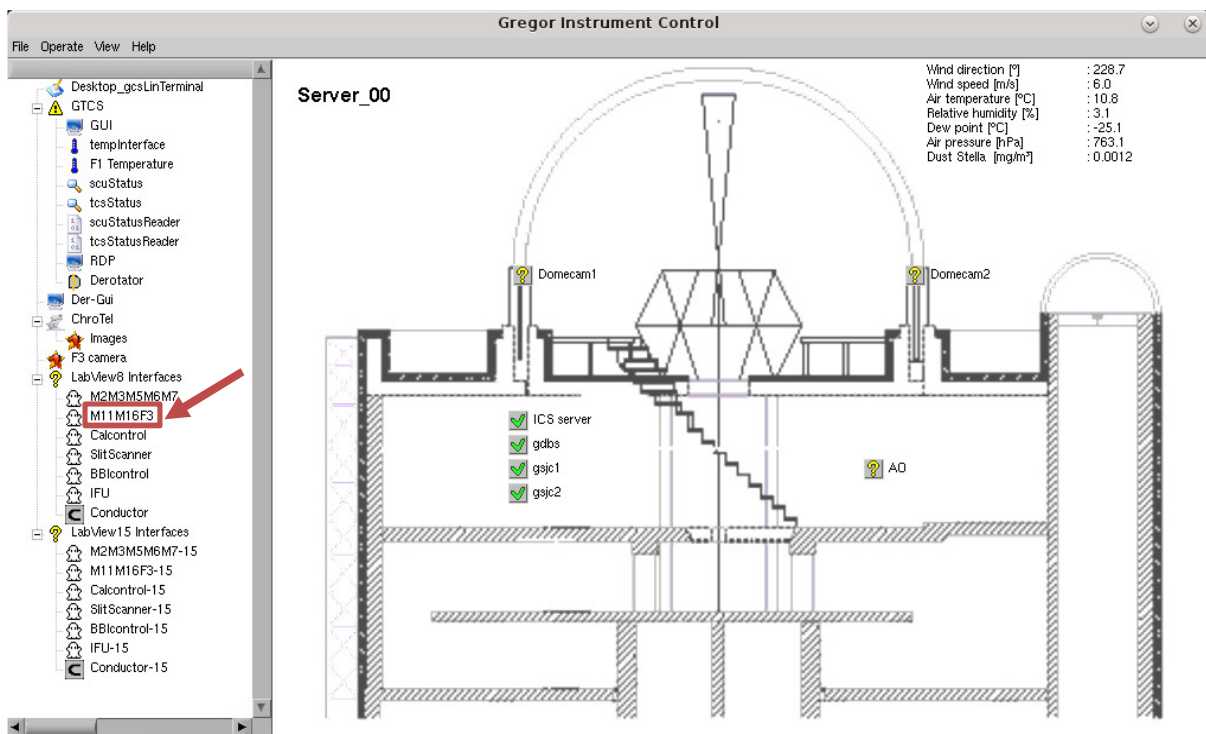 Gregor Instrument Control
File Operate View Help
Desktop_gcsLinTerminal
GTCS
GUI
tempInterface
F1 Temperature
scuStatus
tcsStatus
scuStatusReader
tcsStatusReader
RDP
Derotator
Der-Gui
ChroTel
Images
F3 camera
LabView8 Interfaces
M2M3M5M6M7
M11M16F3
Calcontrol
SlitScanner
BBIcontrol
IFU
Conductor
LabView15 Interfaces
M2M3M5M6M7-15
M11M16F3-15
Calcontrol-15
SlitScanner-15
BBIcontrol-15
IFU-15
Conductor-15
Server_00
Wind direction [º] : 228.7
Wind speed [m/s] : 6.0
Air temperature [ºC] : 10.8
Relative humidity [%] : 3.1
Dew point [ºC] : -25.1
Air pressure [hPa] : 763.1
Dust Stella [mg/m³] : 0.0012
Domecam1
Domecam2
ICS server
gdbs
gsjc1
gsjc2
AO